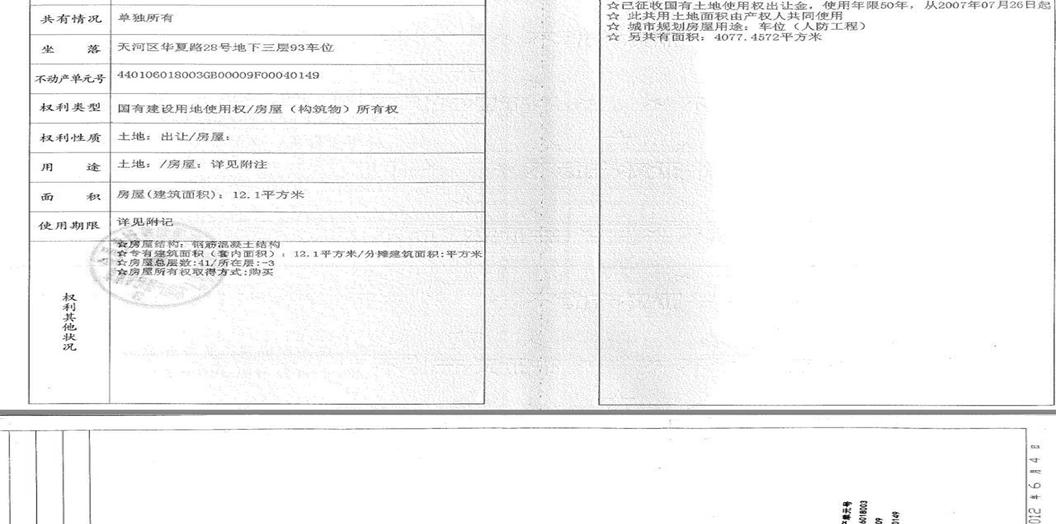 共有情况 单独所有
坐落 天河区华夏路28号地下三层93车位
不动产单元号 440106018003GB00009F00040149
权利类型 国有建设用地使用权/房屋（构筑物）所有权
权利性质 土地：出让/房屋：
用途 土地：/房屋：详见附注
面积 房屋(建筑面积)：12.1平方米
使用期限 详见附记
权利其他状况
☆房屋结构：钢筋混凝土结构
☆专有建筑面积（套内面积）：12.1平方米/分摊建筑面积:平方米
☆房屋总层数:41/所在层:-3
☆房屋所有权取得方式:购买
☆已征收国有土地使用权出让金，使用年限50年，从2007年07月26日起
☆ 此共用土地面积由产权人共同使用
☆ 城市规划房屋用途：车位（人防工程）
☆ 另共有面积：4077.4572平方米
012 年 6 月 4 日
单元号
6018003
09
0149